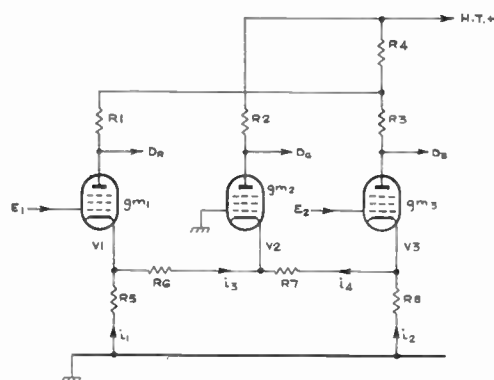 H.T.+
R4
R1
R2
R3
DR
DG
DB
E1
gm1
gm2
E2
gm3
V1
V2
V3
R6
i3
R7
i4
R5
i1
R8
i2